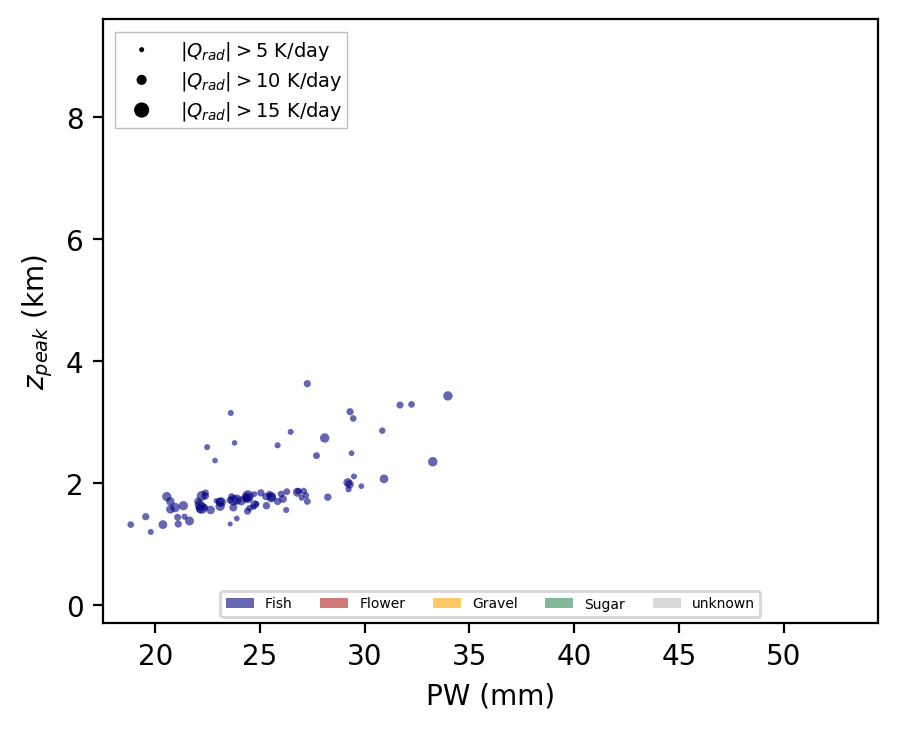 |Q_rad| > 5 K/day
|Q_rad| > 10 K/day
|Q_rad| > 15 K/day
8
6
4
2
0
z_peak (km)
Fish Flower Gravel Sugar unknown
20 25 30 35 40 45 50
PW (mm)